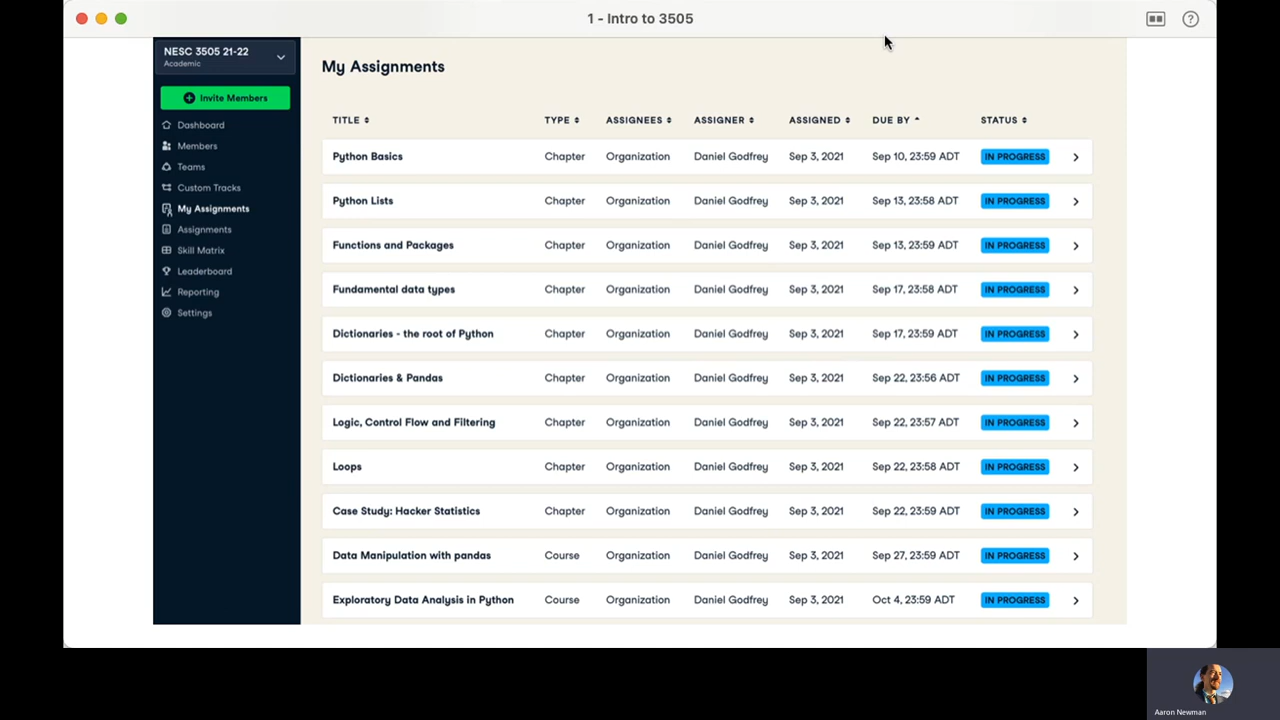 1 - Intro to 3505
NESC 3505 21-22
Academic
Invite Members
Dashboard
Members
Teams
Custom Tracks
My Assignments
Assignments
Skill Matrix
Leaderboard
Reporting
Settings
My Assignments
TITLE TYPE ASSIGNEES ASSIGNER ASSIGNED DUE BY STATUS
Python Basics Chapter Organization Daniel Godfrey Sep 3, 2021 Sep 10, 23:59 ADT IN PROGRESS
Python Lists Chapter Organization Daniel Godfrey Sep 3, 2021 Sep 13, 23:58 ADT IN PROGRESS
Functions and Packages Chapter Organization Daniel Godfrey Sep 3, 2021 Sep 13, 23:59 ADT IN PROGRESS
Fundamental data types Chapter Organization Daniel Godfrey Sep 3, 2021 Sep 17, 23:58 ADT IN PROGRESS
Dictionaries - the root of Python Chapter Organization Daniel Godfrey Sep 3, 2021 Sep 17, 23:59 ADT IN PROGRESS
Dictionaries & Pandas Chapter Organization Daniel Godfrey Sep 3, 2021 Sep 22, 23:56 ADT IN PROGRESS
Logic, Control Flow and Filtering Chapter Organization Daniel Godfrey Sep 3, 2021 Sep 22, 23:57 ADT IN PROGRESS
Loops Chapter Organization Daniel Godfrey Sep 3, 2021 Sep 22, 23:58 ADT IN PROGRESS
Case Study: Hacker Statistics Chapter Organization Daniel Godfrey Sep 3, 2021 Sep 22, 23:59 ADT IN PROGRESS
Data Manipulation with pandas Course Organization Daniel Godfrey Sep 3, 2021 Sep 27, 23:59 ADT IN PROGRESS
Exploratory Data Analysis in Python Course Organization Daniel Godfrey Sep 3, 2021 Oct 4, 23:59 ADT IN PROGRESS
Aaron Newman